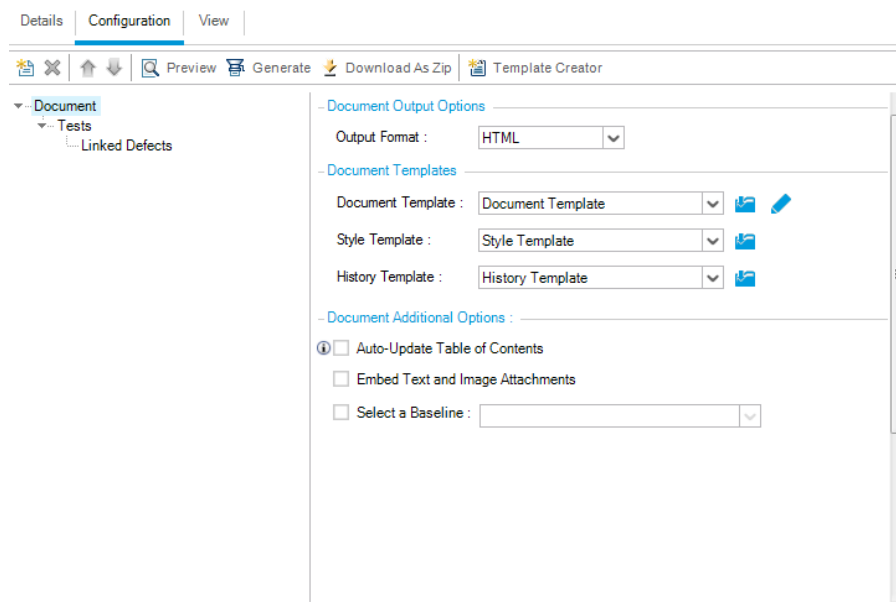 Details Configuration View
Preview Generate Download As Zip Template Creator
Document
Tests
Linked Defects
Document Output Options
Output Format : HTML
Document Templates
Document Template : Document Template
Style Template : Style Template
History Template : History Template
Document Additional Options :
Auto-Update Table of Contents
Embed Text and Image Attachments
Select a Baseline :